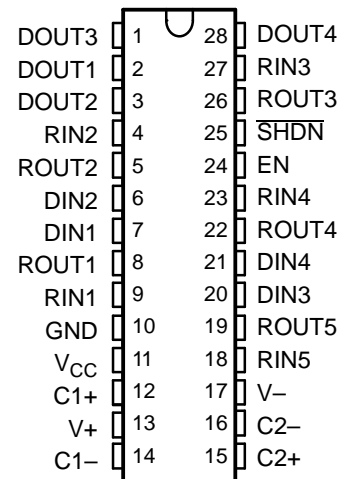 DOUT3 1 28 DOUT4
DOUT1 2 27 RIN3
DOUT2 3 26 ROUT3
RIN2 4 25 SHDN
ROUT2 5 24 EN
DIN2 6 23 RIN4
DIN1 7 22 ROUT4
ROUT1 8 21 DIN4
RIN1 9 20 DIN3
GND 10 19 ROUT5
VCC 11 18 RIN5
C1+ 12 17 V–
V+ 13 16 C2–
C1– 14 15 C2+